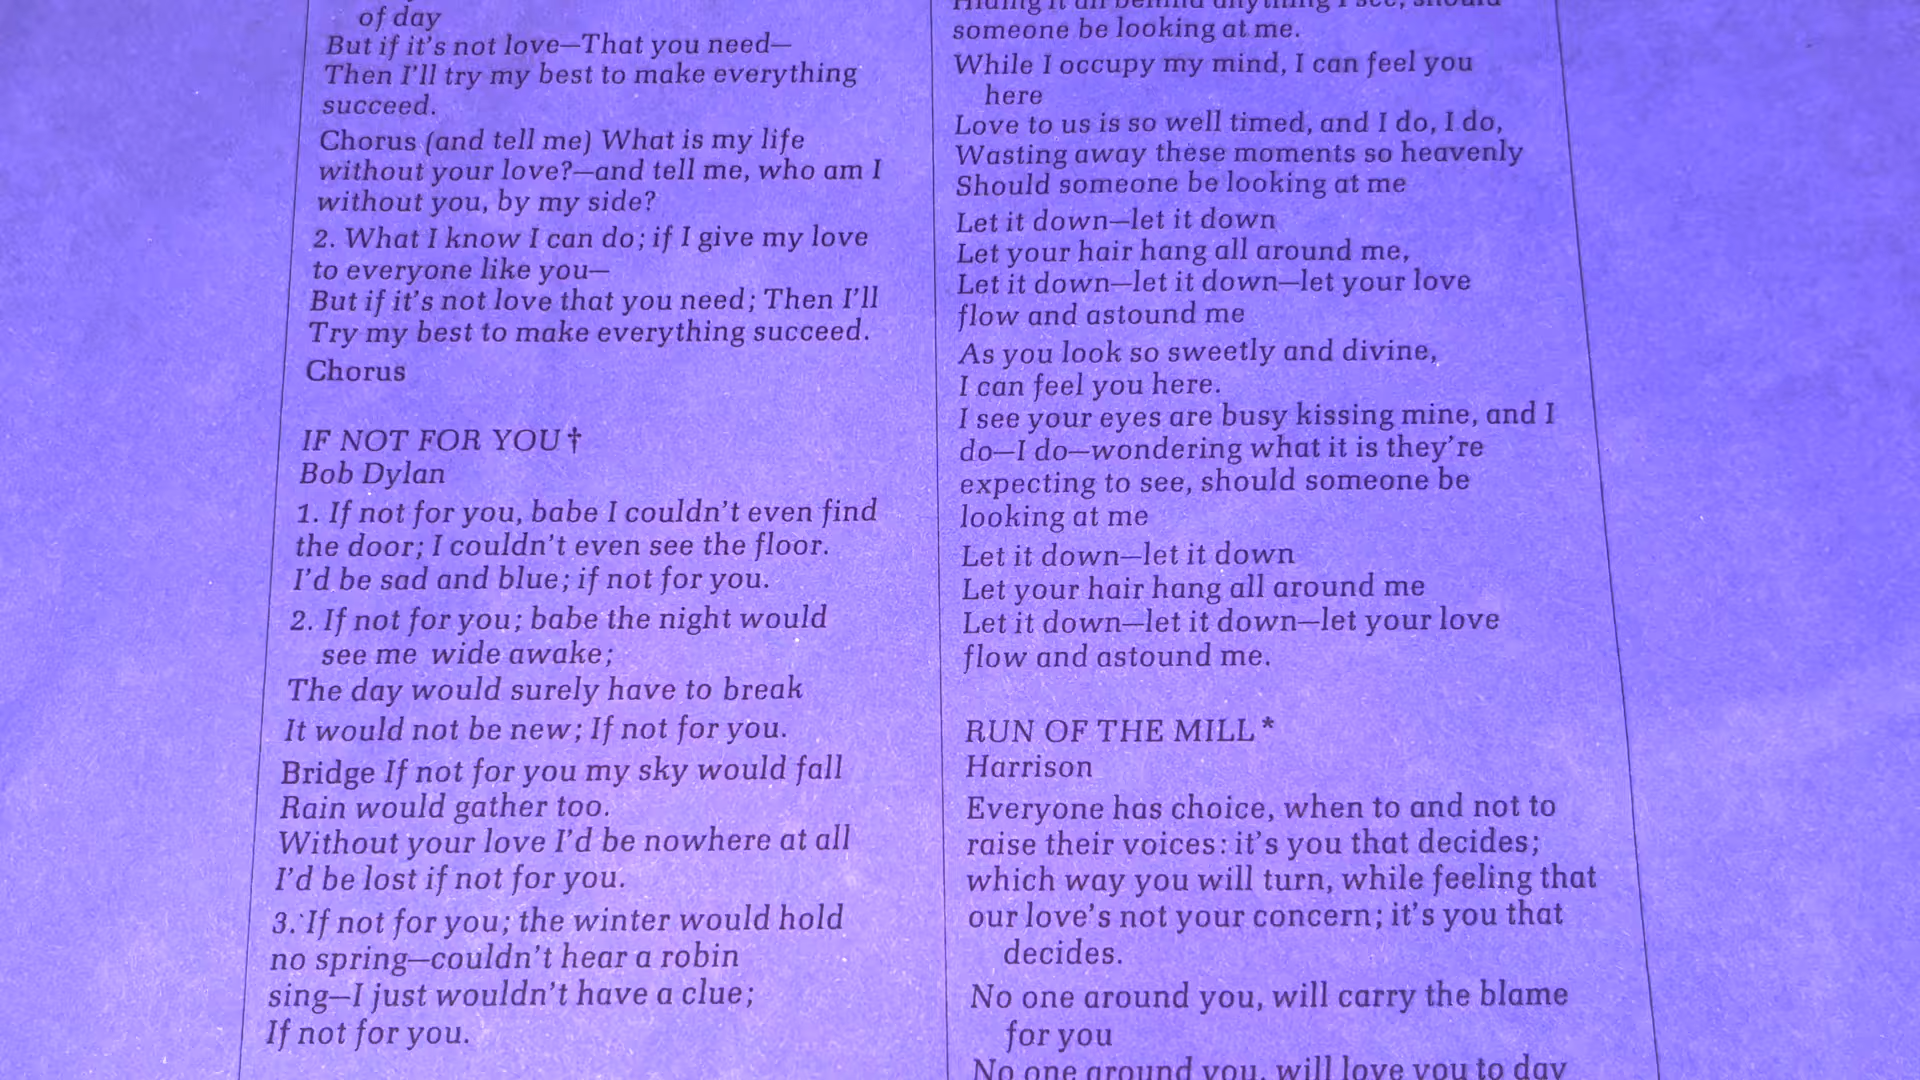 of day
But if it's not love—That you need—
Then I'll try my best to make everything
succeed.
Chorus (and tell me) What is my life
without your love?—and tell me, who am I
without you, by my side?
2. What I know I can do; if I give my love
to everyone like you—
But if it's not love that you need; Then I'll
Try my best to make everything succeed.
Chorus
IF NOT FOR YOU†
Bob Dylan
1. If not for you, babe I couldn't even find
the door; I couldn't even see the floor.
I'd be sad and blue; if not for you.
2. If not for you; babe the night would
see me wide awake;
The day would surely have to break
It would not be new; If not for you.
Bridge If not for you my sky would fall
Rain would gather too.
Without your love I'd be nowhere at all
I'd be lost if not for you.
3. If not for you; the winter would hold
no spring—couldn't hear a robin
sing—I just wouldn't have a clue;
If not for you.
Hiding it all behind anything I see, should
someone be looking at me.
While I occupy my mind, I can feel you
here
Love to us is so well timed, and I do, I do,
Wasting away these moments so heavenly
Should someone be looking at me
Let it down—let it down
Let your hair hang all around me,
Let it down—let it down—let your love
flow and astound me
As you look so sweetly and divine,
I can feel you here.
I see your eyes are busy kissing mine, and I
do—I do—wondering what it is they're
expecting to see, should someone be
looking at me
Let it down—let it down
Let your hair hang all around me
Let it down—let it down—let your love
flow and astound me.
RUN OF THE MILL*
Harrison
Everyone has choice, when to and not to
raise their voices: it's you that decides;
which way you will turn, while feeling that
our love's not your concern; it's you that
decides.
No one around you, will carry the blame
for you
No one around you, will love you to day